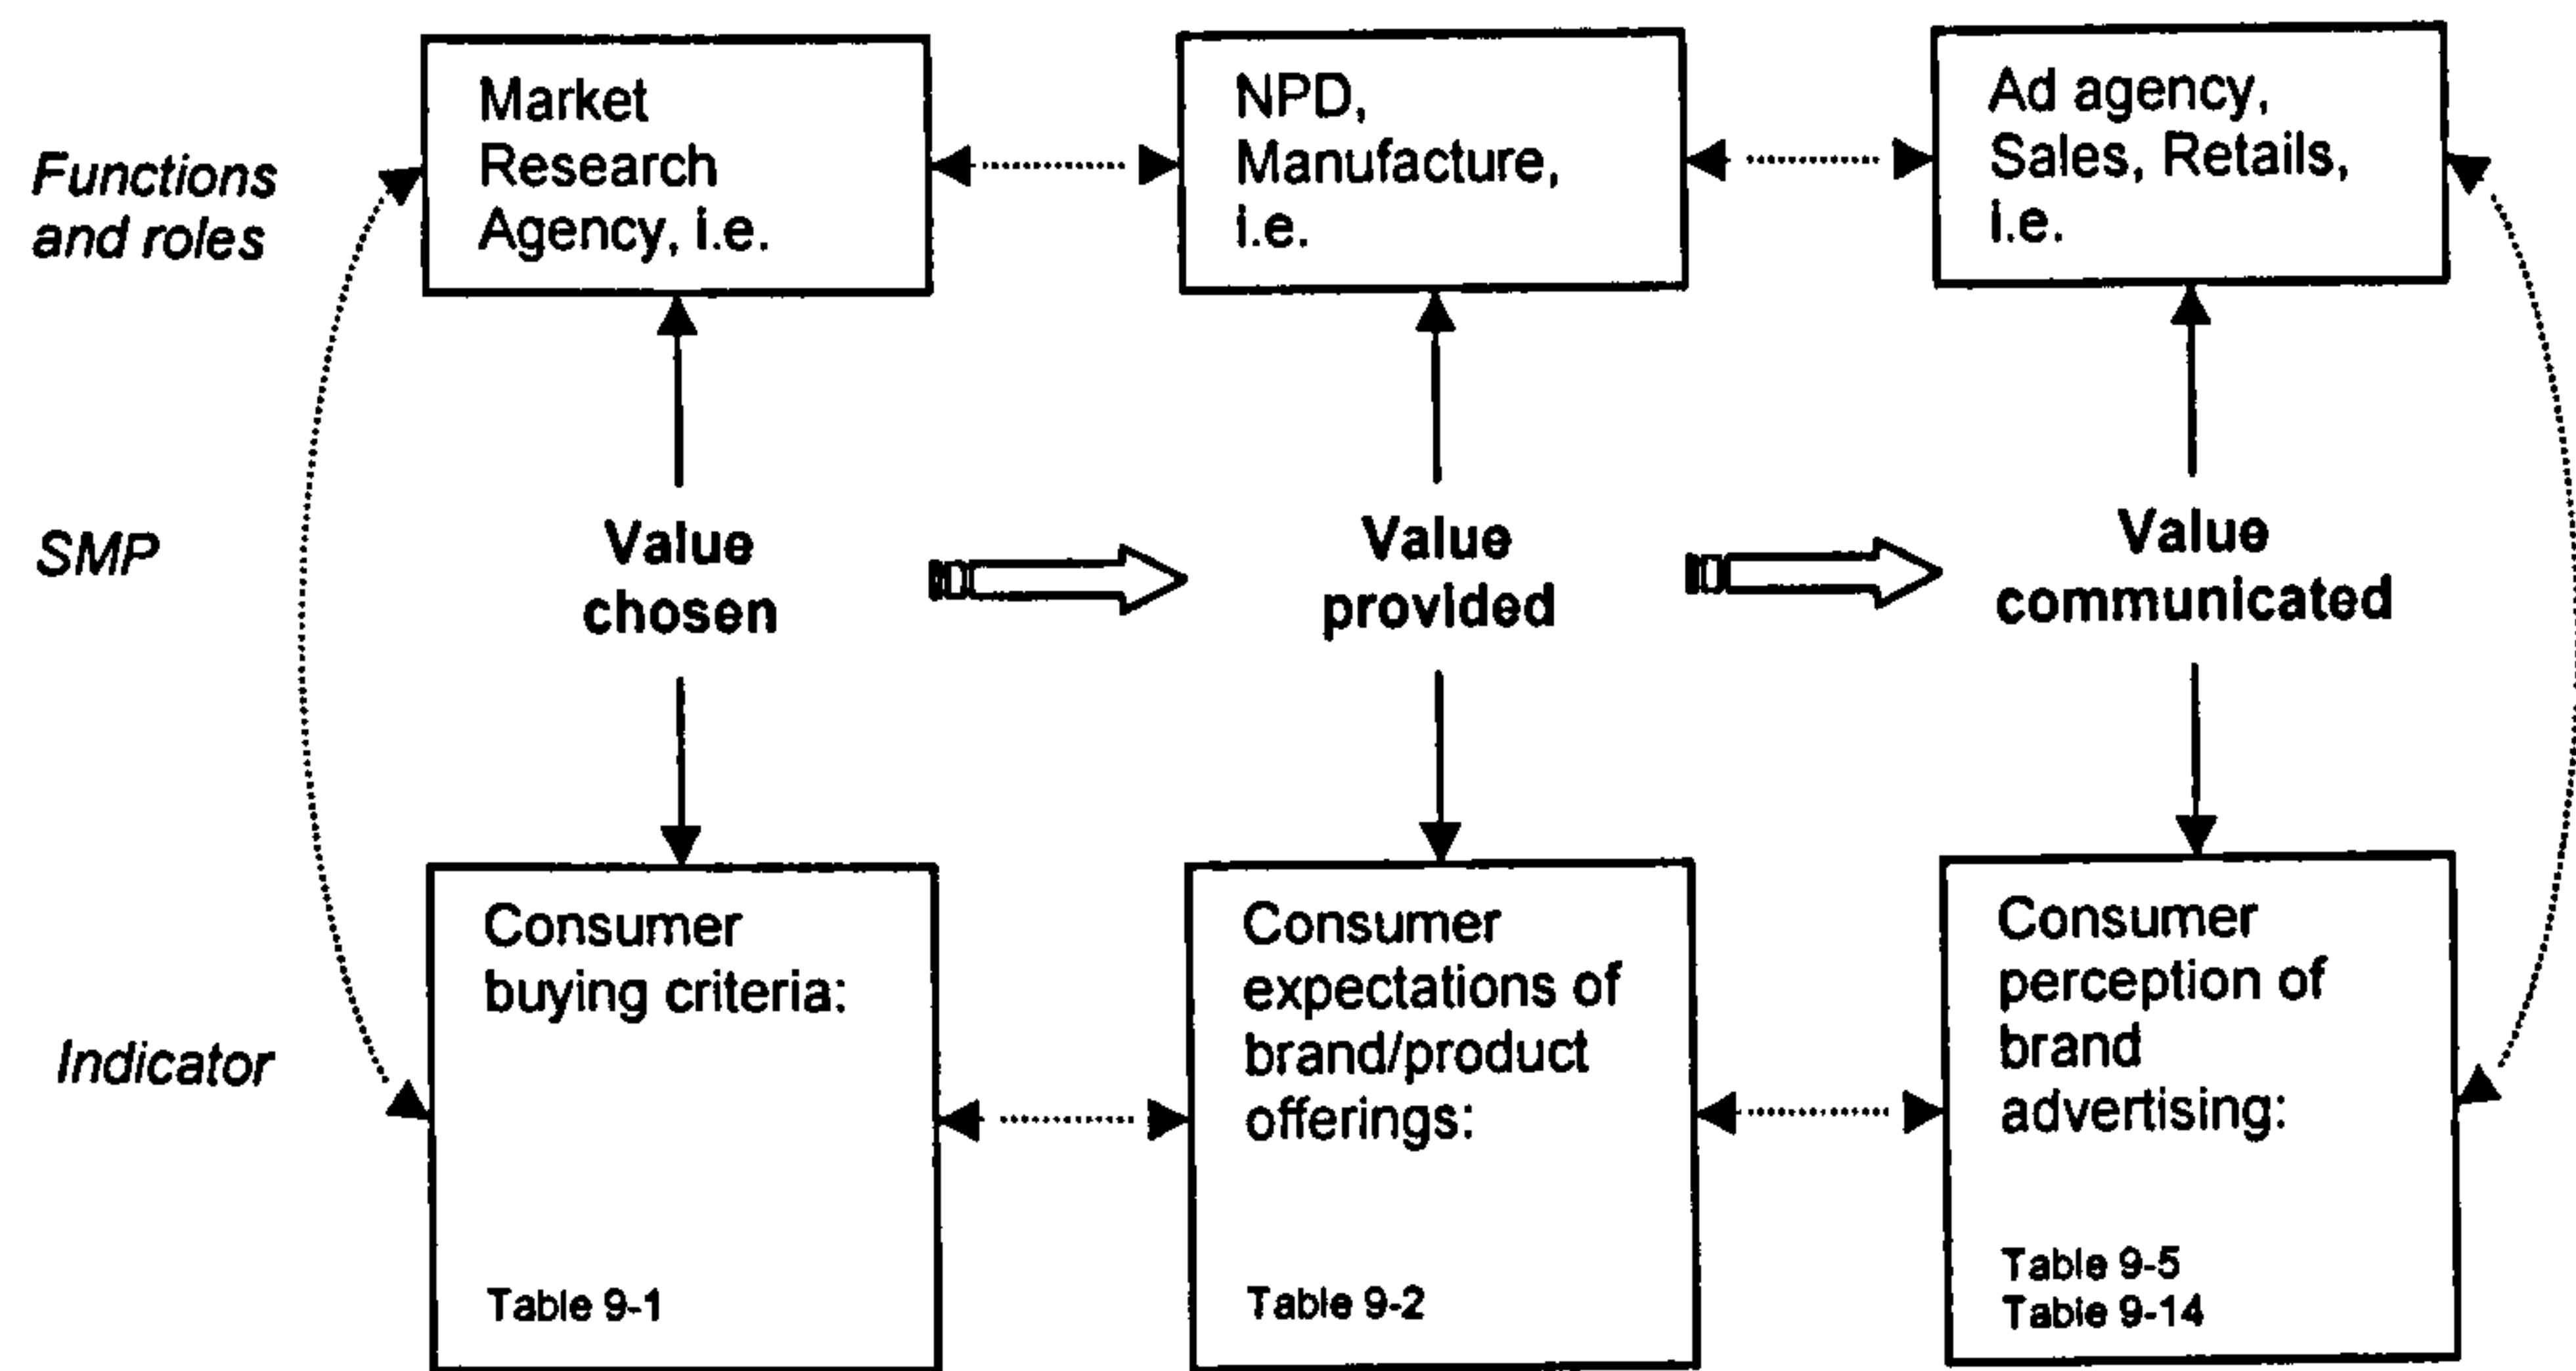 Functions
and roles
Market
Research
Agency, i.e.
NPD,
Manufacture,
i.e.
Ad agency,
Sales, Retails,
i.e.
SMP
Value
chosen
Value
provided
Value
communicated
Indicator
Consumer
buying criteria:
Table 9-1
Consumer
expectations of
brand/product
offerings:
Table 9-2
Consumer
perception of
brand
advertising:
Table 9-5
Table 9-14